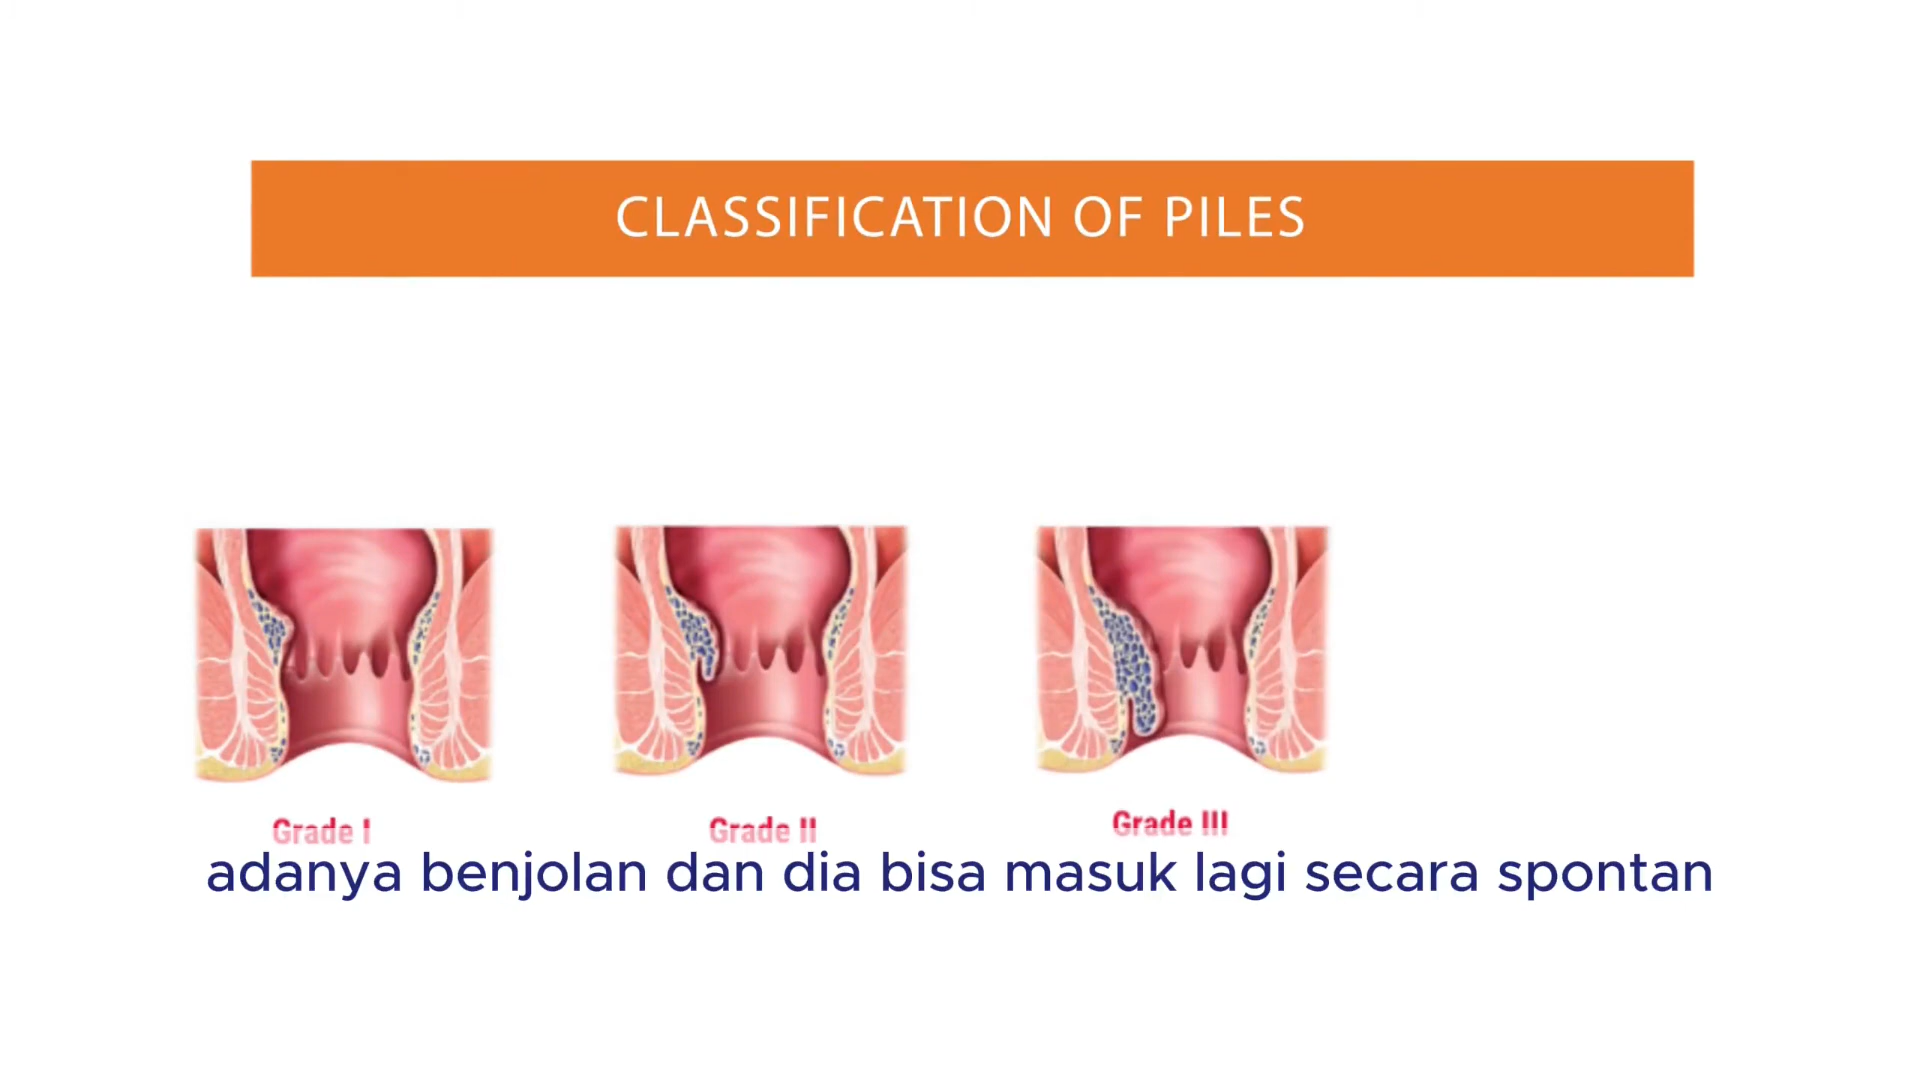 CLASSIFICATION OF PILES
Grade I
Grade II
Grade III
adanya benjolan dan dia bisa masuk lagi secara spontan